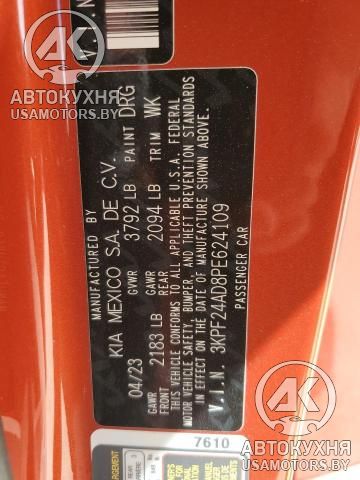 MANUFACTURED BY
KIA MEXICO S.A. DE C.V.
04/23 GVWR 3792 LB PAINT DRG
GAWR FRONT 2183 LB GAWR REAR 2094 LB TRIM WK
THIS VEHICLE CONFORMS TO ALL APPLICABLE U.S.A. FEDERAL
MOTOR VEHICLE SAFETY, BUMPER, AND THEFT PREVENTION STANDARDS
IN EFFECT ON THE DATE OF MANUFACTURE SHOWN ABOVE.
V.I.N. 3KPF24AD8PE624109
PASSENGER CAR
7610
АВТОКУХНЯ
USAMOTORS.BY
АВТОКУХНЯ
USAMOTORS.BY